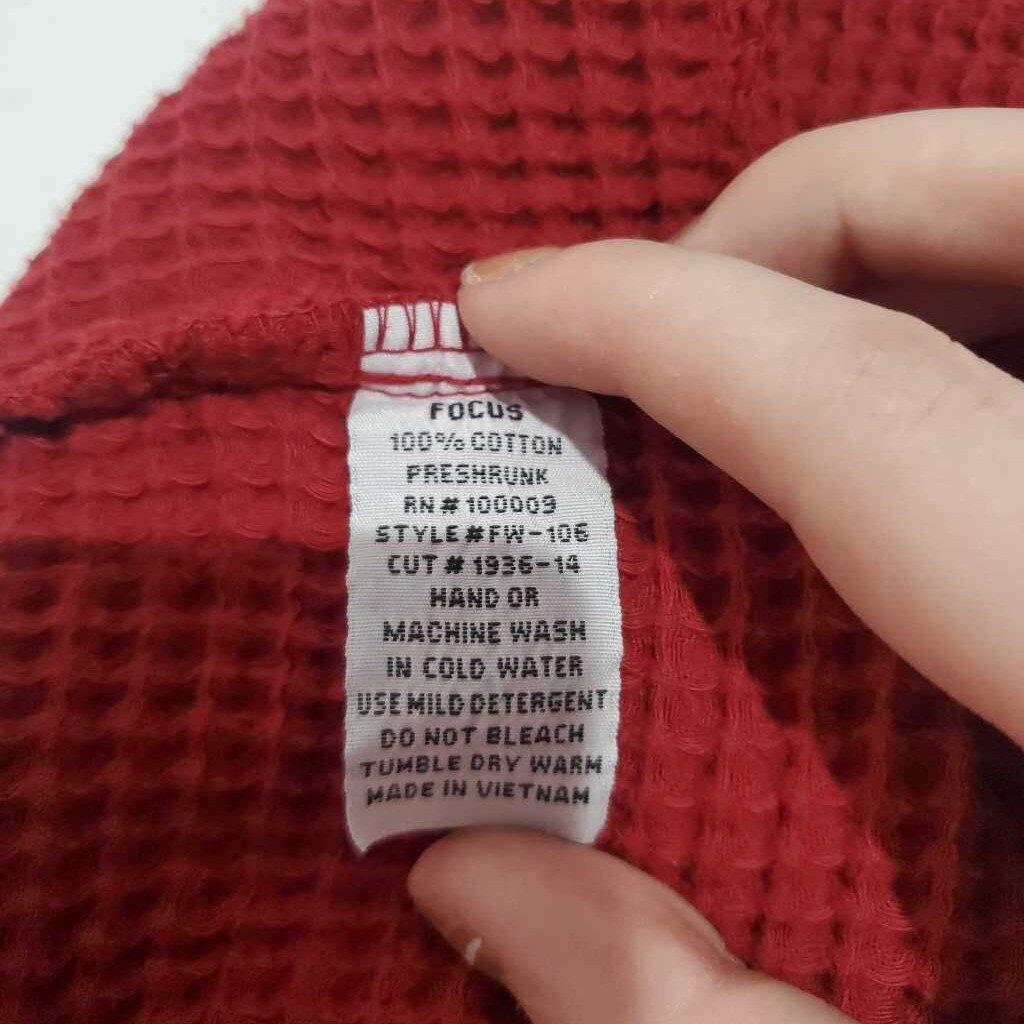 FOCUS
100% COTTON
PRESHRUNK
RN # 100009
STYLE # FW-106
CUT # 1936-14
HAND OR
MACHINE WASH
IN COLD WATER
USE MILD DETERGENT
DO NOT BLEACH
TUMBLE DRY WARM
MADE IN VIETNAM